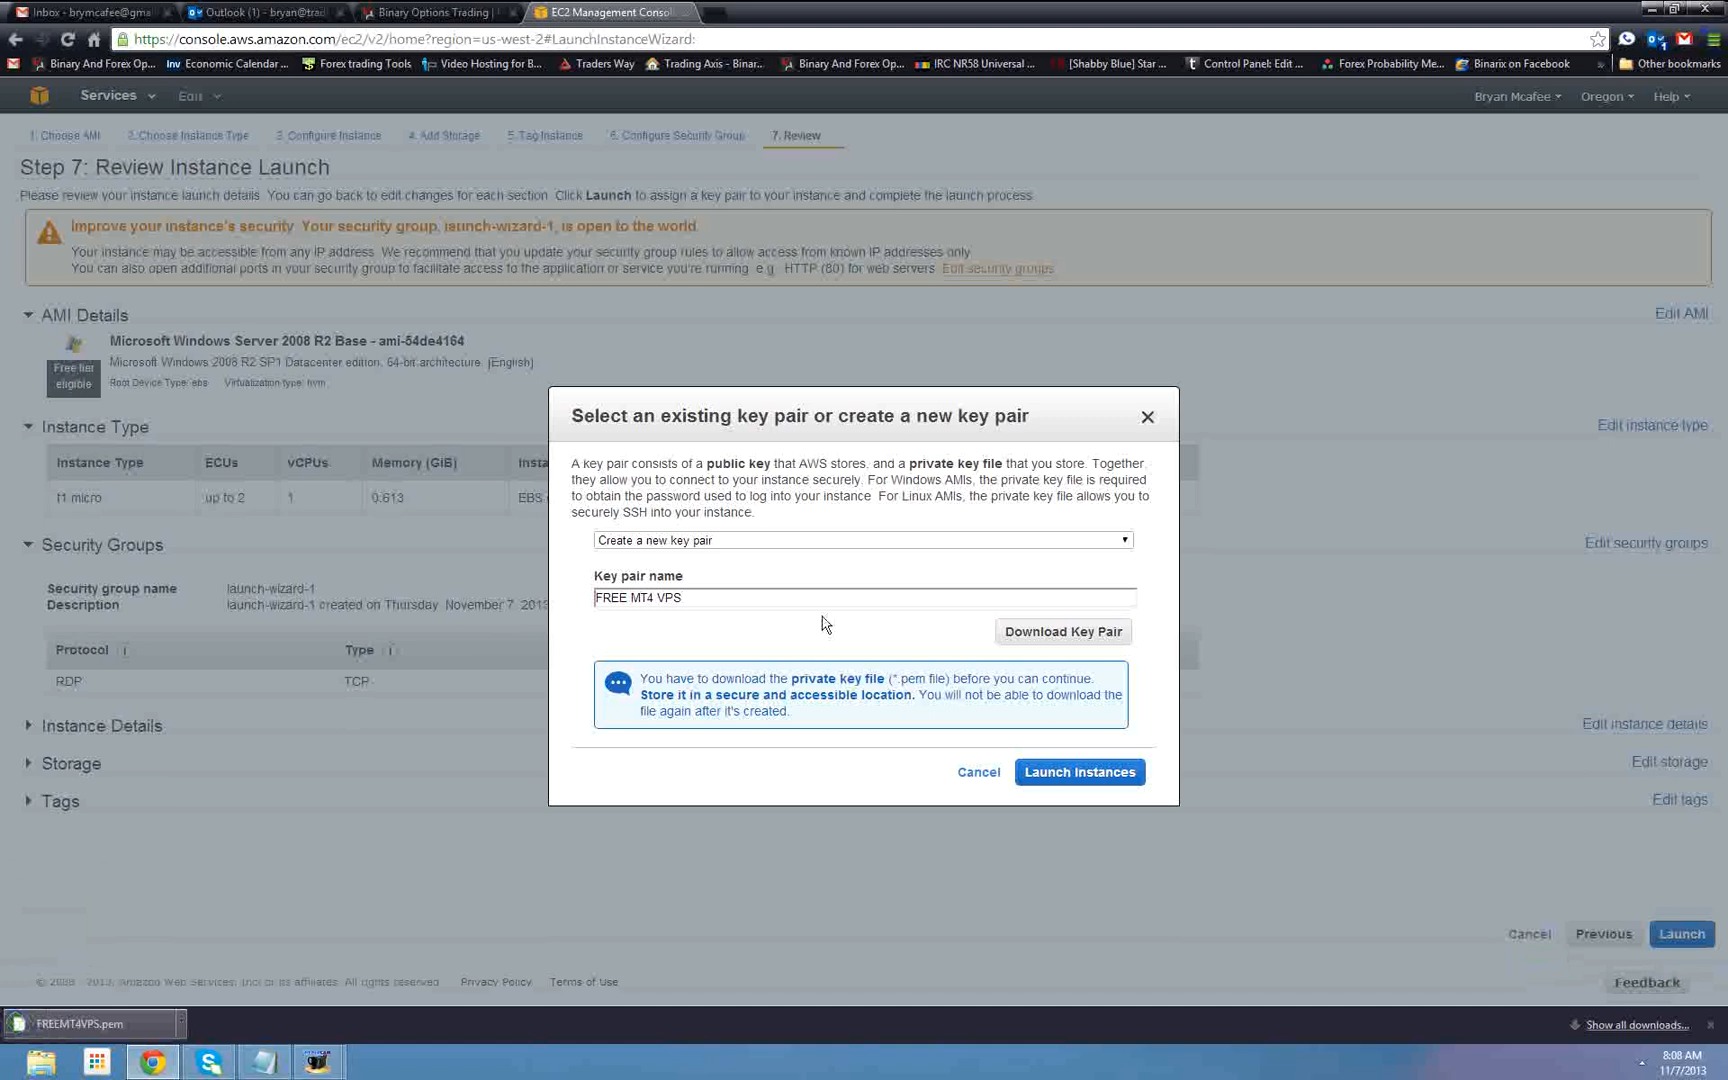 Inbox - brymcafee@gma
Outlook (1) - bryan@trad
Binary Options Trading |
EC2 Management Consol
https://console.aws.amazon.com/ec2/v2/home?region=us-west-2#LaunchInstanceWizard:
Binary And Forex Op...
Inv Economic Calendar ...
Forex trading Tools
Video Hosting for B...
Traders Way
Trading Axis - Binar...
Binary And Forex Op...
IRC NR58 Universal ...
[Shabby Blue] Star ...
t Control Panel: Edit ...
Forex Probability Me...
Binarix on Facebook
»
Other bookmarks
Services
Edit
Bryan Mcafee
Oregon
Help
1. Choose AMI
2. Choose Instance Type
3. Configure Instance
4. Add Storage
5. Tag Instance
6. Configure Security Group
7. Review
Step 7: Review Instance Launch
Please review your instance launch details. You can go back to edit changes for each section. Click Launch to assign a key pair to your instance and complete the launch process.
Improve your instance's security. Your security group, launch-wizard-1, is open to the world.
Your instance may be accessible from any IP address. We recommend that you update your security group rules to allow access from known IP addresses only.
You can also open additional ports in your security group to facilitate access to the application or service you're running, e.g., HTTP (80) for web servers. Edit security groups
AMI Details
Edit AMI
Microsoft Windows Server 2008 R2 Base - ami-54de4164
Free tier eligible
Microsoft Windows 2008 R2 SP1 Datacenter edition, 64-bit architecture. [English]
Root Device Type: ebs Virtualization type: hvm
Instance Type
Edit instance type
Instance Type ECUs vCPUs Memory (GiB) Insta
t1.micro up to 2 1 0.613 EBS
Security Groups
Edit security groups
Security group name launch-wizard-1
Description launch-wizard-1 created on Thursday, November 7, 2013
Protocol i Type i
RDP TCP
Instance Details
Edit instance details
Storage
Edit storage
Tags
Edit tags
Select an existing key pair or create a new key pair
A key pair consists of a public key that AWS stores, and a private key file that you store. Together,
they allow you to connect to your instance securely. For Windows AMIs, the private key file is required
to obtain the password used to log into your instance. For Linux AMIs, the private key file allows you to
securely SSH into your instance.
Create a new key pair
Key pair name
FREE MT4 VPS
Download Key Pair
You have to download the private key file (*.pem file) before you can continue.
Store it in a secure and accessible location. You will not be able to download the
file again after it's created.
Cancel
Launch Instances
Cancel
Previous
Launch
© 2008 - 2013, Amazon Web Services, Inc. or its affiliates. All rights reserved.
Privacy Policy
Terms of Use
Feedback
FREEMT4VPS.pem
Show all downloads...
8:08 AM
11/7/2013